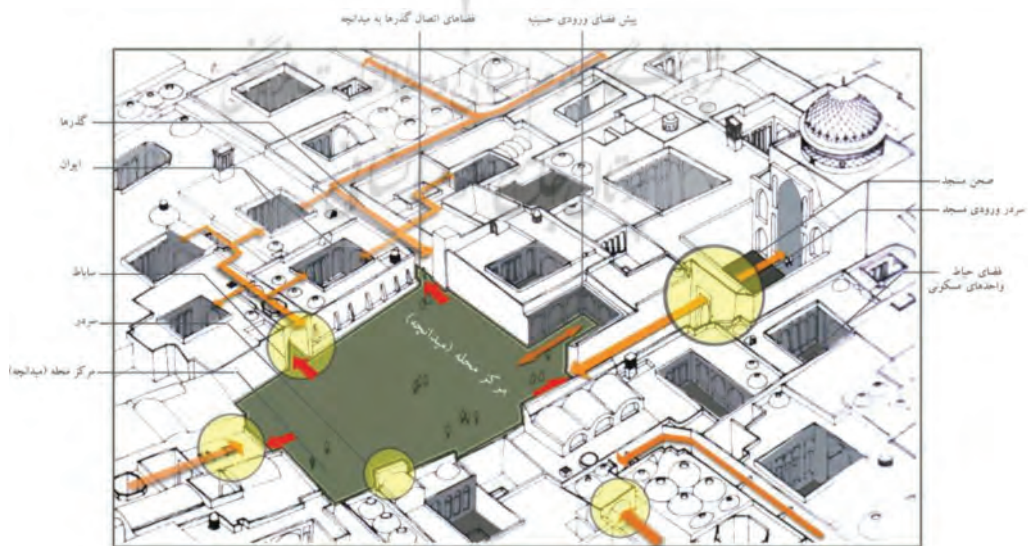 فضاهای اتصال گذرها به میدانچه
پیش فضای ورودی حسینیه
گذرها
ایوان
ساباط
سردر
مرکز محله (میدانچه)
مرکز محله (میدانچه)
صحن مسجد
سردر ورودی مسجد
فضای حیاط
واحدهای مسکونی